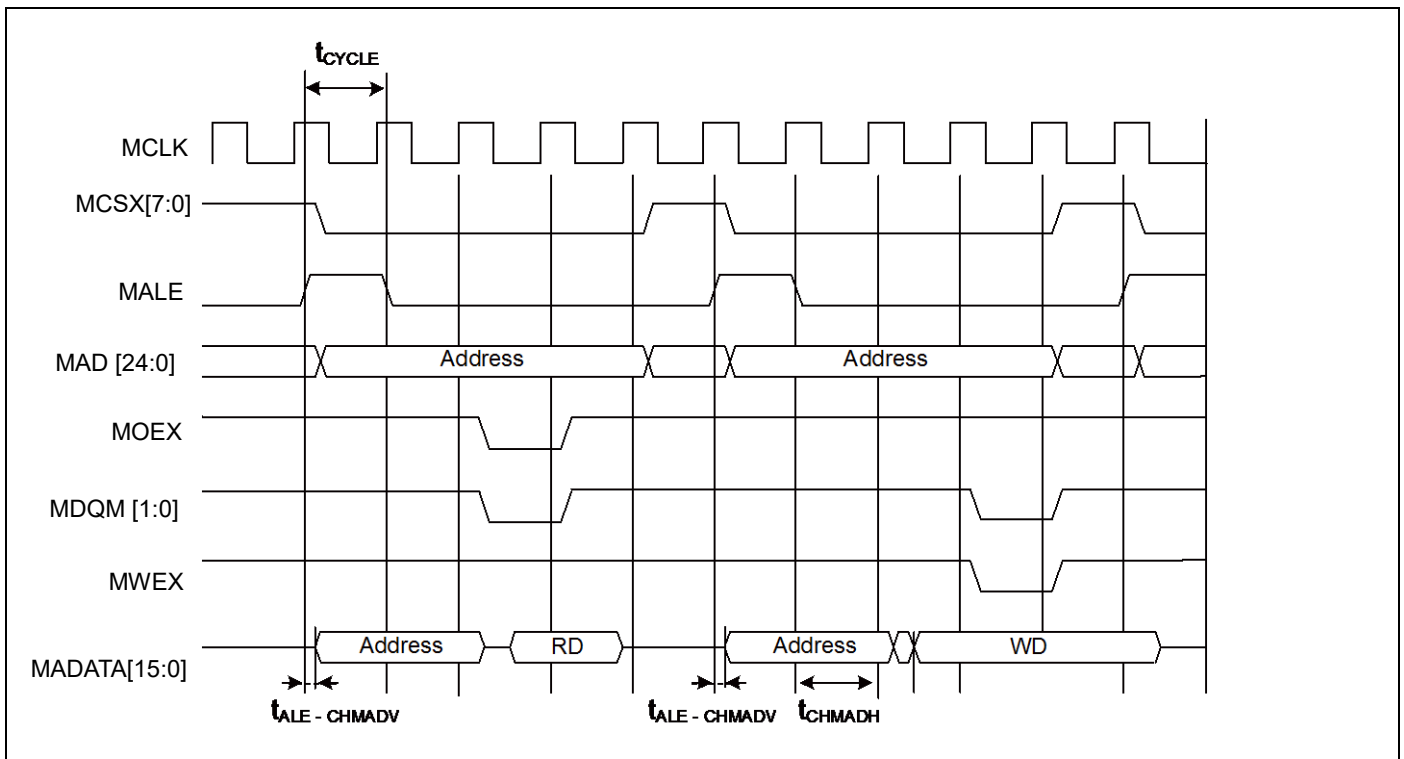 tCYCLE
MCLK
MCSX[7:0]
MALE
MAD [24:0] Address Address
MOEX
MDQM [1:0]
MWEX
MADATA[15:0] Address RD Address WD
tALE - CHMADV tALE - CHMADV tCHMADH